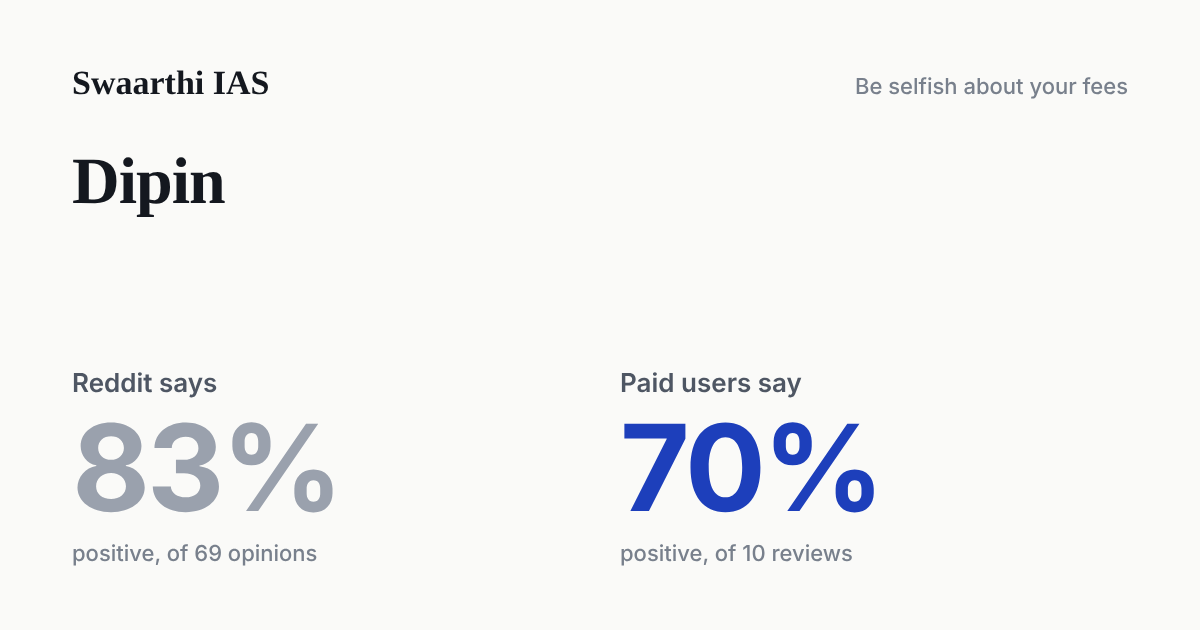 Swaarthi IAS
Be selfish about your fees
Dipin
Reddit says
83%
positive, of 69 opinions
Paid users say
70%
positive, of 10 reviews